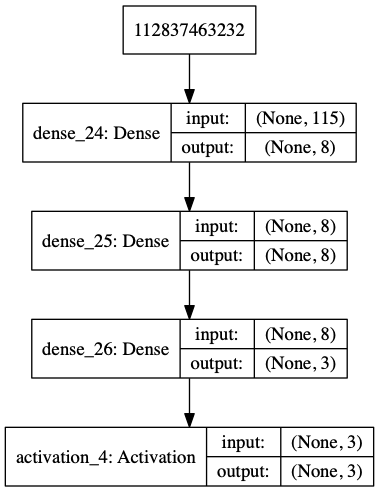 112837463232
dense_24: Dense
input: (None, 115)
output: (None, 8)
dense_25: Dense
input: (None, 8)
output: (None, 8)
dense_26: Dense
input: (None, 8)
output: (None, 3)
activation_4: Activation
input: (None, 3)
output: (None, 3)